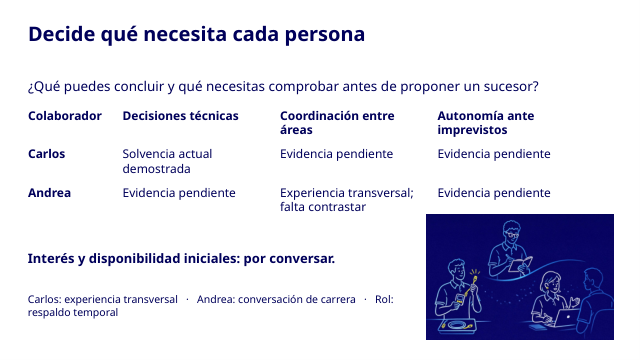 Decide qué necesita cada persona
¿Qué puedes concluir y qué necesitas comprobar antes de proponer un sucesor?
Colaborador Decisiones técnicas Coordinación entre áreas Autonomía ante imprevistos
Carlos Solvencia actual demostrada Evidencia pendiente Evidencia pendiente
Andrea Evidencia pendiente Experiencia transversal; falta contrastar Evidencia pendiente
Interés y disponibilidad iniciales: por conversar.
Carlos: experiencia transversal · Andrea: conversación de carrera · Rol:
respaldo temporal